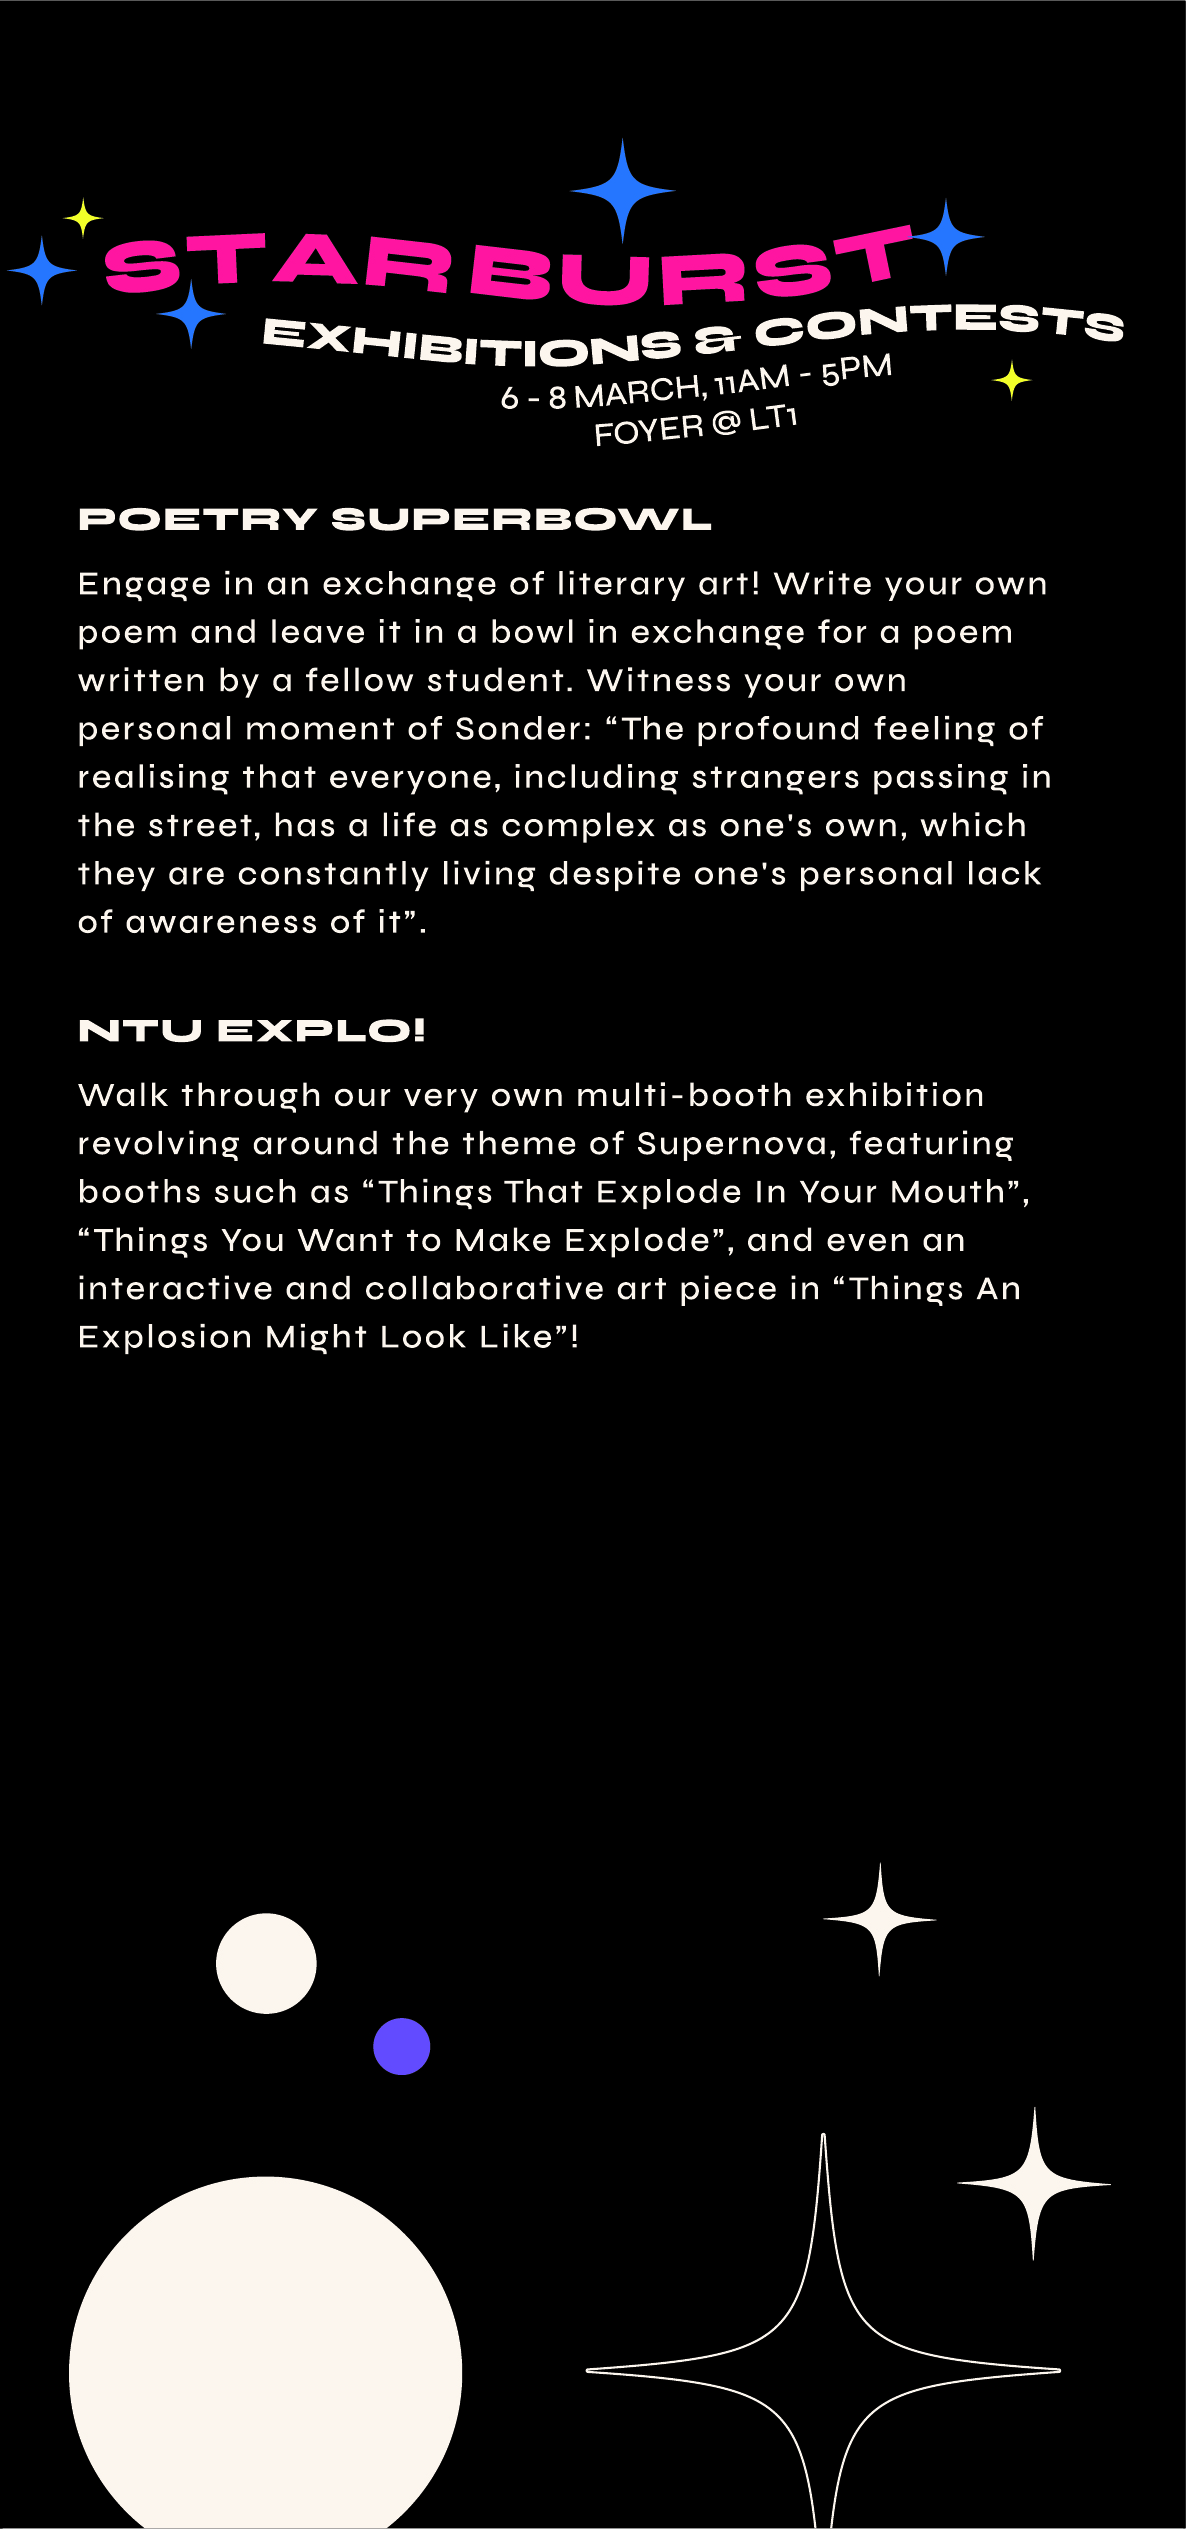 STARBURST
EXHIBITIONS & CONTESTS
6 - 8 MARCH, 11AM - 5PM
FOYER @ LT1
POETRY SUPERBOWL
Engage in an exchange of literary art! Write your own
poem and leave it in a bowl in exchange for a poem
written by a fellow student. Witness your own
personal moment of Sonder: “The profound feeling of
realising that everyone, including strangers passing in
the street, has a life as complex as one's own, which
they are constantly living despite one's personal lack
of awareness of it”.
NTU EXPLO!
Walk through our very own multi-booth exhibition
revolving around the theme of Supernova, featuring
booths such as “Things That Explode In Your Mouth”,
“Things You Want to Make Explode”, and even an
interactive and collaborative art piece in “Things An
Explosion Might Look Like”!